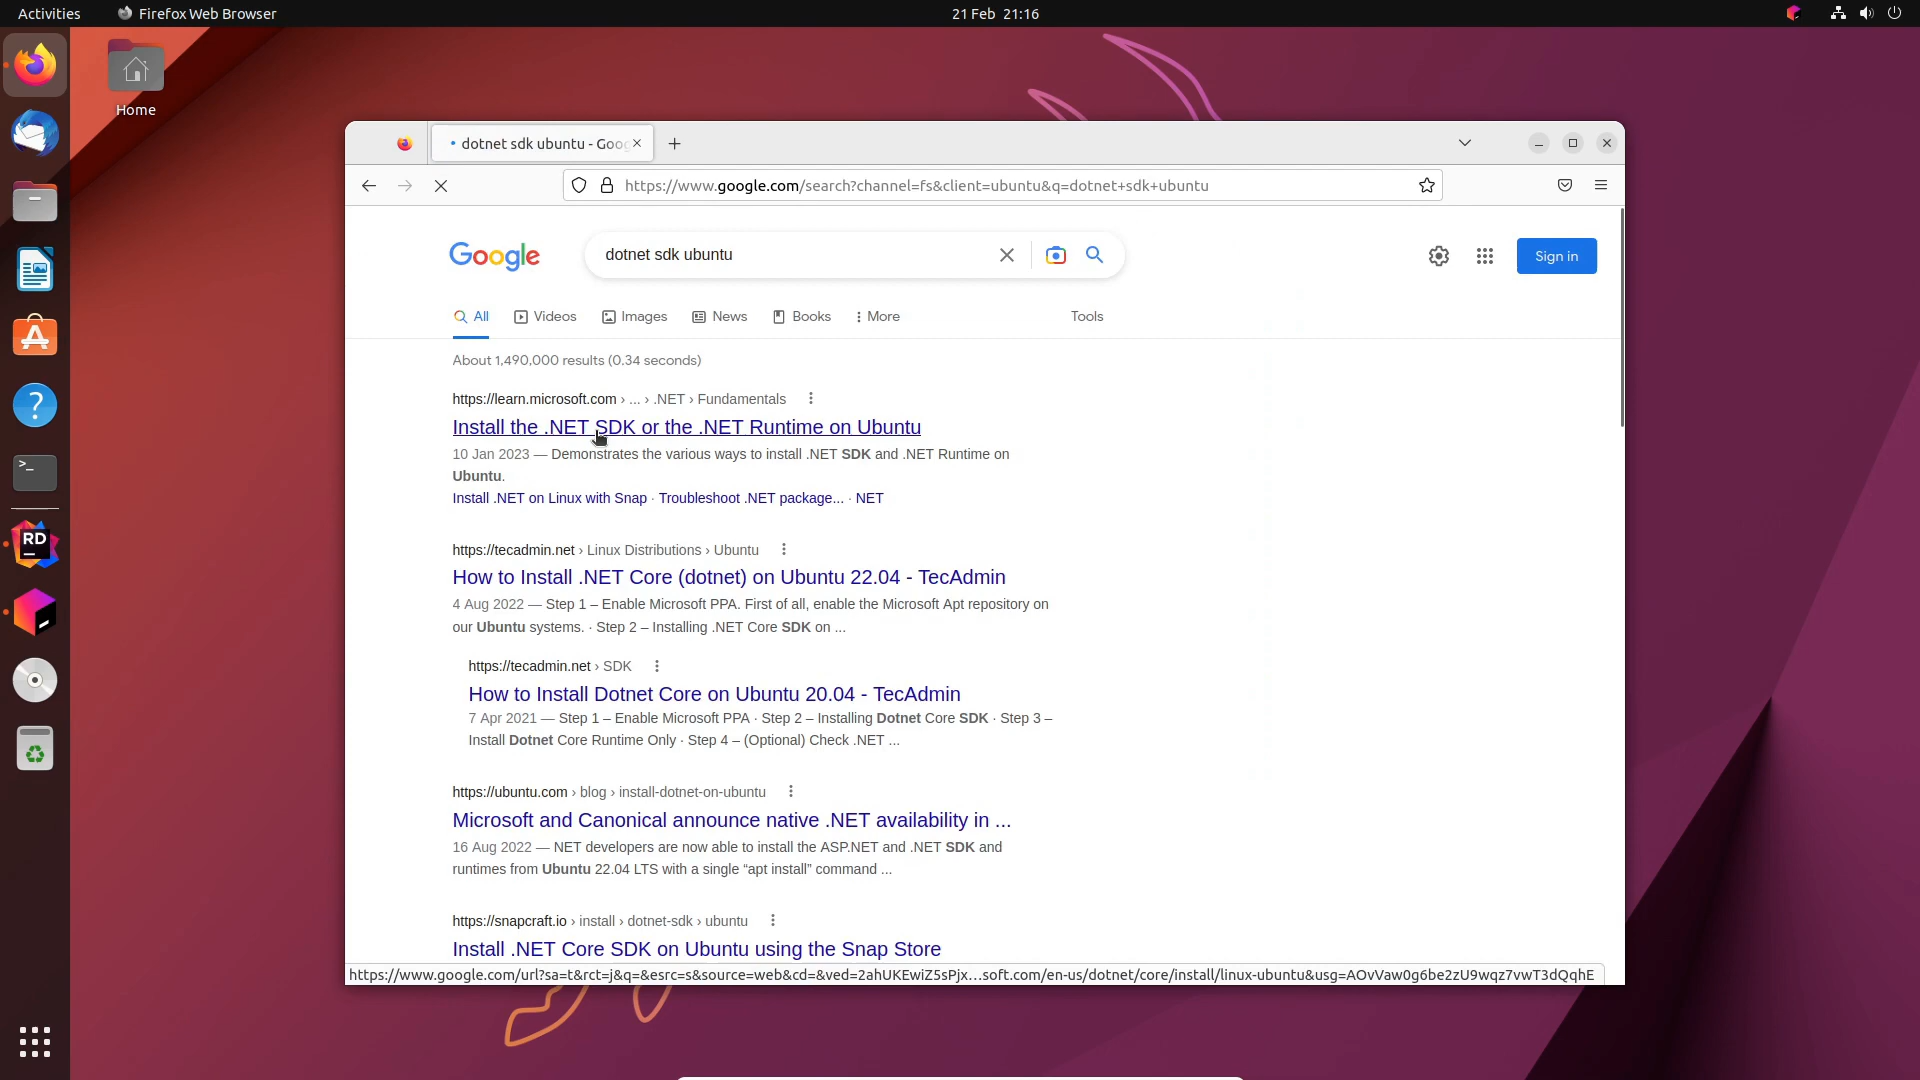 Activities
Firefox Web Browser
21 Feb 21:16
Home
dotnet sdk ubuntu - Goo
https://www.google.com/search?channel=fs&client=ubuntu&q=dotnet+sdk+ubuntu
Google
dotnet sdk ubuntu
Sign in
All
Videos
Images
News
Books
More
Tools
About 1,490,000 results (0.34 seconds)
https://learn.microsoft.com › ... › .NET › Fundamentals
Install the .NET SDK or the .NET Runtime on Ubuntu
10 Jan 2023 — Demonstrates the various ways to install .NET SDK and .NET Runtime on
Ubuntu.
Install .NET on Linux with Snap · Troubleshoot .NET package... · NET
https://tecadmin.net › Linux Distributions › Ubuntu
How to Install .NET Core (dotnet) on Ubuntu 22.04 - TecAdmin
4 Aug 2022 — Step 1 – Enable Microsoft PPA. First of all, enable the Microsoft Apt repository on
our Ubuntu systems. · Step 2 – Installing .NET Core SDK on ...
https://tecadmin.net › SDK
How to Install Dotnet Core on Ubuntu 20.04 - TecAdmin
7 Apr 2021 — Step 1 – Enable Microsoft PPA · Step 2 – Installing Dotnet Core SDK · Step 3 –
Install Dotnet Core Runtime Only · Step 4 – (Optional) Check .NET ...
https://ubuntu.com › blog › install-dotnet-on-ubuntu
Microsoft and Canonical announce native .NET availability in ...
16 Aug 2022 — NET developers are now able to install the ASP.NET and .NET SDK and
runtimes from Ubuntu 22.04 LTS with a single “apt install” command ...
https://snapcraft.io › install › dotnet-sdk › ubuntu
Install .NET Core SDK on Ubuntu using the Snap Store
https://www.google.com/url?sa=t&rct=j&q=&esrc=s&source=web&cd=&ved=2ahUKEwiZ5sPjx…soft.com/en-us/dotnet/core/install/linux-ubuntu&usg=AOvVaw0g6be2zU9wqz7vwT3dQqhE
RD